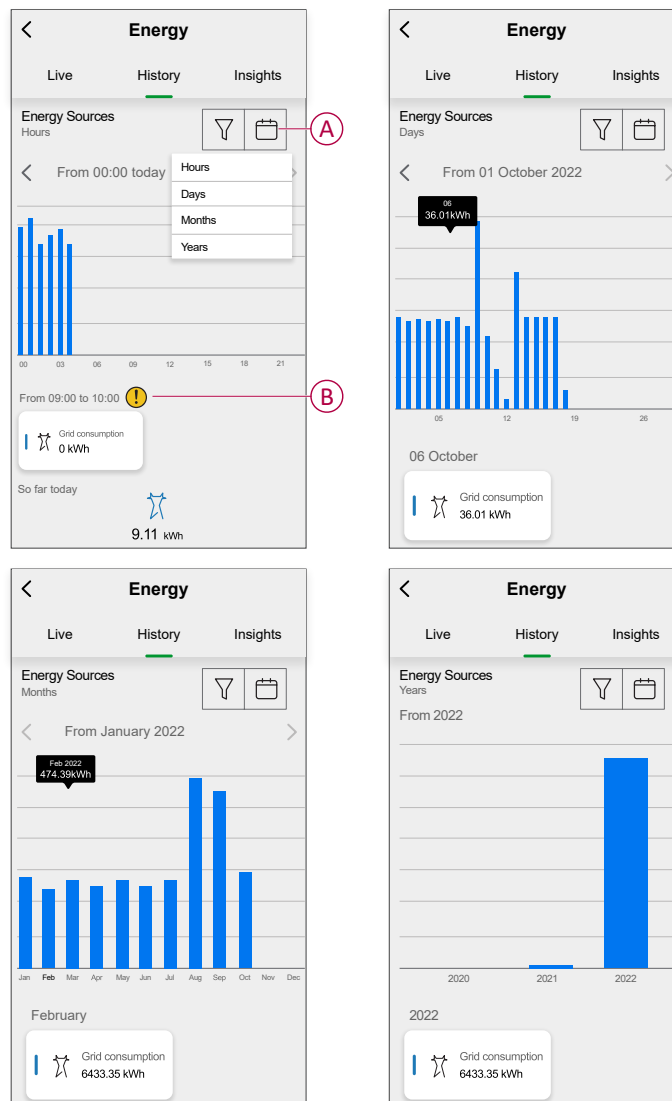 Energy
Live History Insights
Energy Sources
Hours
A
From 00:00 today
Hours
Days
Months
Years
00 03 06 09 12 15 18 21
From 09:00 to 10:00
B
Grid consumption
0 kWh
So far today
9.11 kWh
Energy
Live History Insights
Energy Sources
Days
From 01 October 2022
06
36.01kWh
05 12 19 26
06 October
Grid consumption
36.01 kWh
Energy
Live History Insights
Energy Sources
Months
From January 2022
Feb 2022
474.39kWh
Jan Feb Mar Apr May Jun Jul Aug Sep Oct Nov Dec
February
Grid consumption
6433.35 kWh
Energy
Live History Insights
Energy Sources
Years
From 2022
2020 2021 2022
2022
Grid consumption
6433.35 kWh